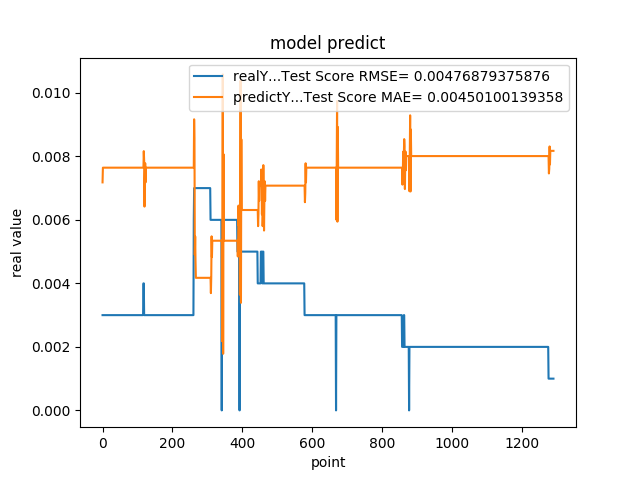 model predict
realY...Test Score RMSE= 0.00476879375876
predictY...Test Score MAE= 0.00450100139358
real value
0.010
0.008
0.006
0.004
0.002
0.000
0 200 400 600 800 1000 1200
point